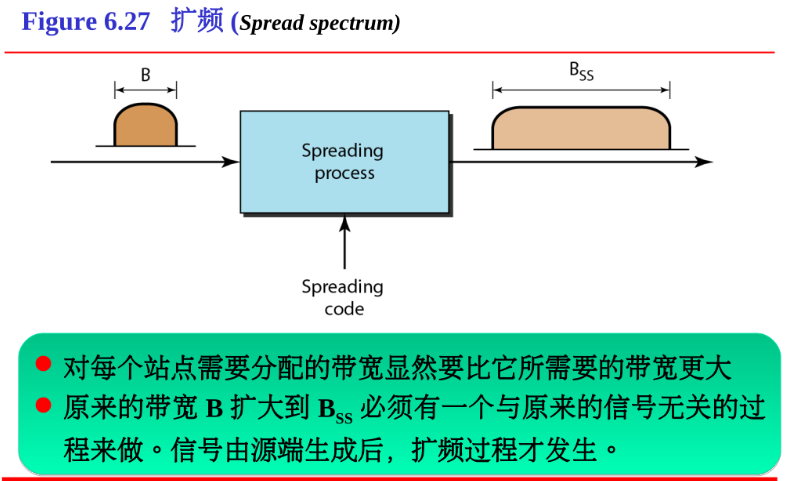 Figure 6.27 扩频 (Spread spectrum)
B
B_SS
Spreading
process
Spreading
code
对每个站点需要分配的带宽显然要比它所需要的带宽更大
原来的带宽 B 扩大到 B_SS 必须有一个与原来的信号无关的过
程来做。信号由源端生成后，扩频过程才发生。